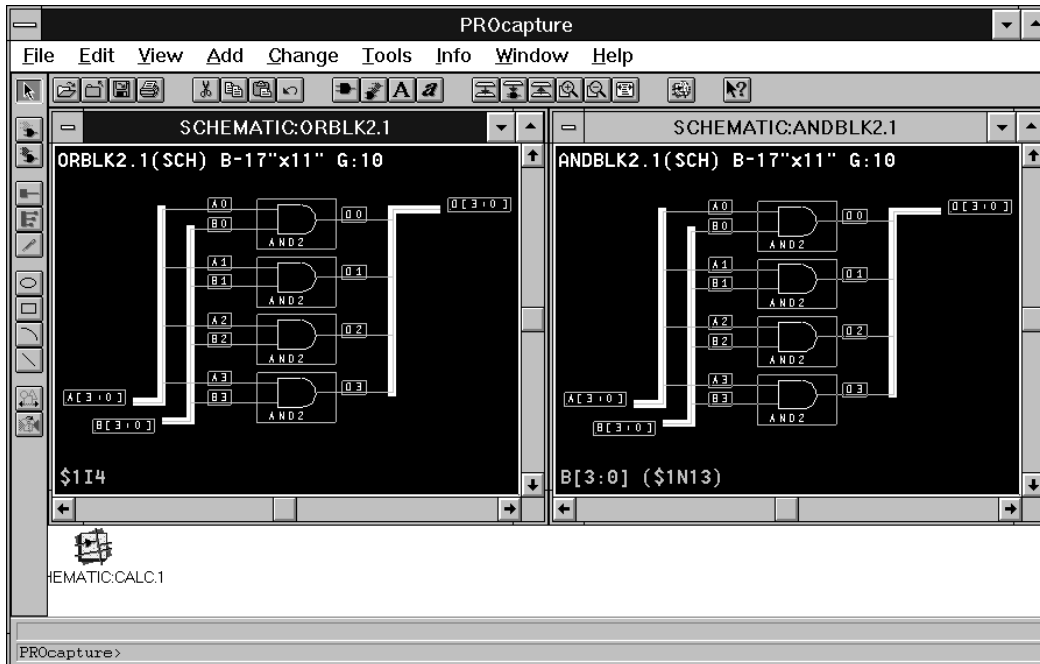 PROcapture
File Edit View Add Change Tools Info Window Help
SCHEMATIC:ORBLK2.1
ORBLK2.1(SCH) B-17"x11" G:10
A0
B0
AND2
O0
O[3:0]
A1
B1
AND2
O1
A2
B2
AND2
O2
A3
B3
AND2
O3
A[3:0]
B[3:0]
$1I4
SCHEMATIC:ANDBLK2.1
ANDBLK2.1(SCH) B-17"x11" G:10
A0
B0
AND2
O0
O[3:0]
A1
B1
AND2
O1
A2
B2
AND2
O2
A3
B3
AND2
O3
A[3:0]
B[3:0]
B[3:0] ($1N13)
HEMATIC:CALC.1
PROcapture>